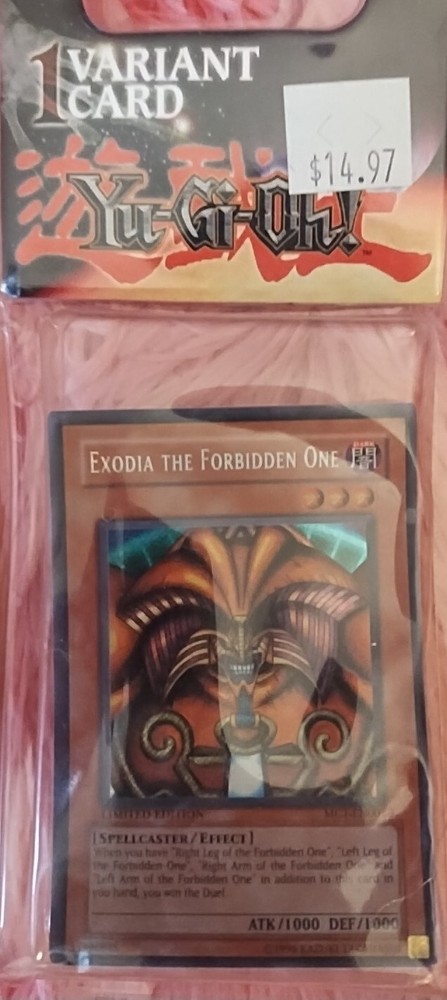 1 VARIANT
CARD
$14.97
遊戯王
Yu-Gi-Oh!
TM
EXODIA THE FORBIDDEN ONE
DARK
闇
LIMITED EDITION
[SPELLCASTER/EFFECT]
When you have "Right Leg of the Forbidden One", "Left Leg of
the Forbidden One", "Right Arm of the Forbidden One" and
"Left Arm of the Forbidden One" in addition to this card in
you hand, you win the Duel
ATK/1000 DEF/1000